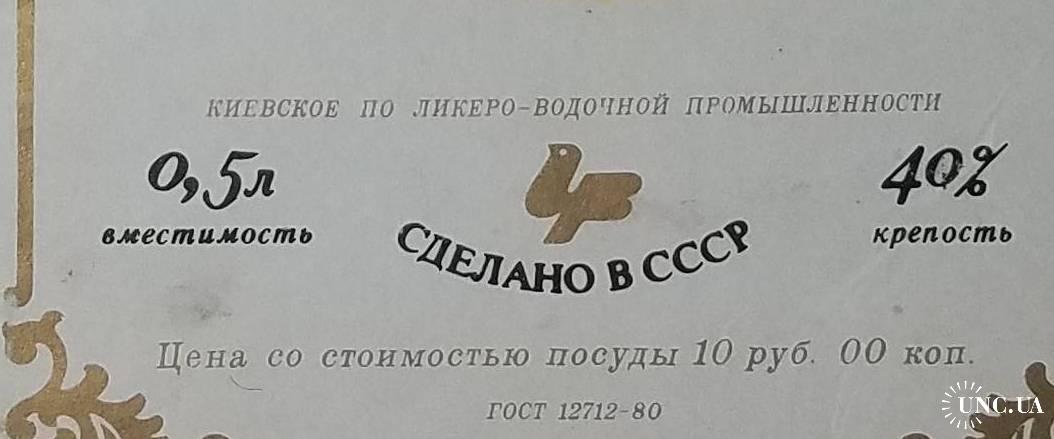 КИЕВСКОЕ ПО ЛИКЕРО-ВОДОЧНОЙ ПРОМЫШЛЕННОСТИ
0,5л
вместимость
СДЕЛАНО В СССР
40%
крепость
Цена со стоимостью посуды 10 руб. 00 коп.
ГОСТ 12712-80
UNC.UA